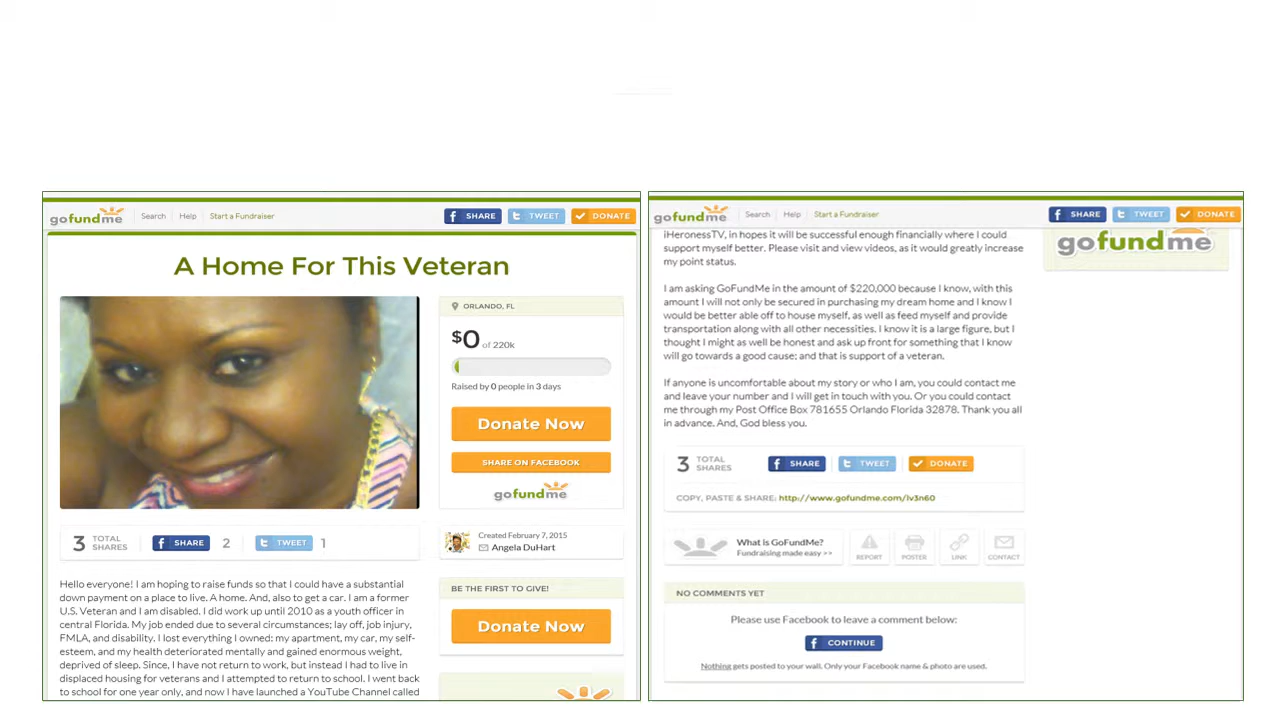 gofundme Search Help Start a Fundraiser SHARE TWEET DONATE
A Home For This Veteran
ORLANDO, FL
$0 of 220k
Raised by 0 people in 3 days
Donate Now
SHARE ON FACEBOOK
gofundme
3 TOTAL SHARES SHARE 2 TWEET 1
Created February 7, 2015
Angela DuHart
BE THE FIRST TO GIVE!
Donate Now
Hello everyone! I am hoping to raise funds so that I could have a substantial
down payment on a place to live. A home. And, also to get a car. I am a former
U.S. Veteran and I am disabled. I did work up until 2010 as a youth officer in
central Florida. My job ended due to several circumstances; lay off, job injury,
FMLA, and disability. I lost everything I owned: my apartment, my car, my self-
esteem, and my health deteriorated mentally and gained enormous weight,
deprived of sleep. Since, I have not return to work, but instead I had to live in
displaced housing for veterans and I attempted to return to school. I went back
to school for one year only, and now I have launched a YouTube Channel called
gofundme Search Help Start a Fundraiser SHARE TWEET DONATE
gofundme
iHeronessTV, in hopes it will be successful enough financially where I could
support myself better. Please visit and view videos, as it would greatly increase
my point status.
I am asking GoFundMe in the amount of $220,000 because I know, with this
amount I will not only be secured in purchasing my dream home and I know I
would be better able off to house myself, as well as feed myself and provide
transportation along with all other necessities. I know it is a large figure, but I
thought I might as well be honest and ask up front for something that I know
will go towards a good cause; and that is support of a veteran.
If anyone is uncomfortable about my story or who I am, you could contact me
and leave your number and I will get in touch with you. Or you could contact
me through my Post Office Box 781655 Orlando Florida 32878. Thank you all
in advance. And, God bless you.
3 TOTAL SHARES SHARE TWEET DONATE
COPY, PASTE & SHARE: http://www.gofundme.com/lv3n60
What is GoFundMe?
Fundraising made easy >>
REPORT POSTER LINK CONTACT
NO COMMENTS YET
Please use Facebook to leave a comment below:
CONTINUE
Nothing gets posted to your wall. Only your Facebook name & photo are used.